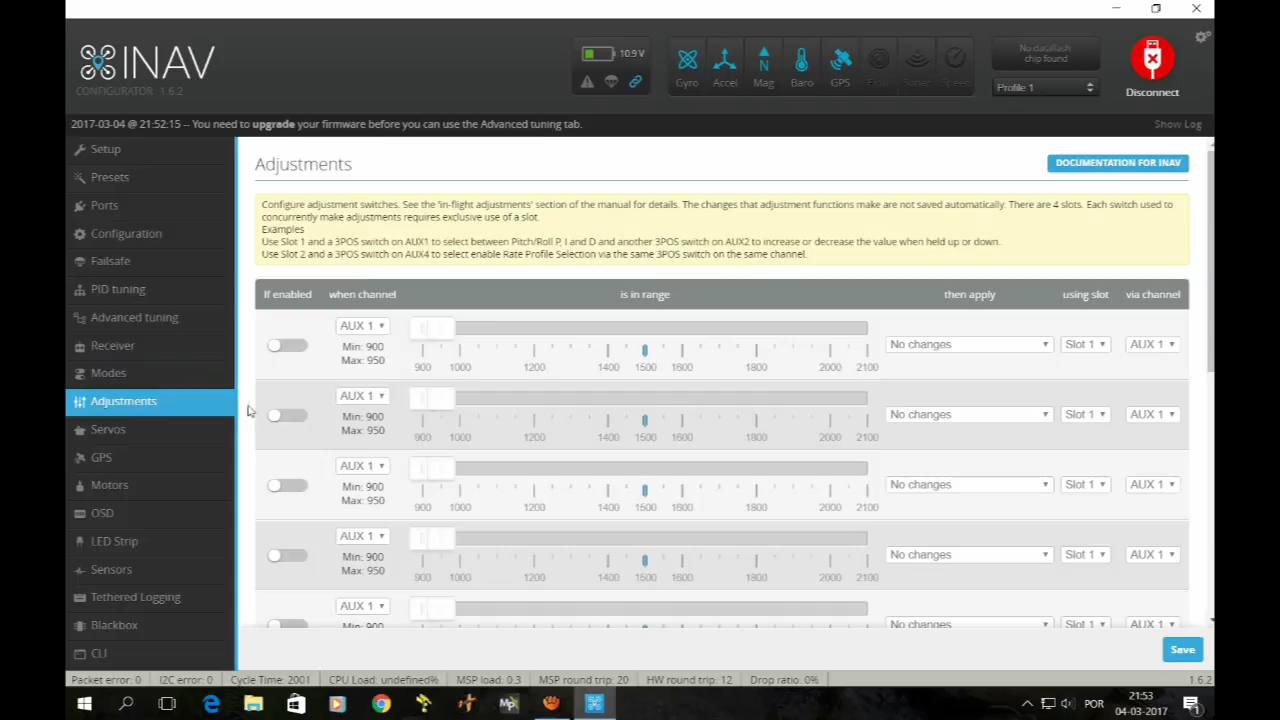 INAV
CONFIGURATOR 1.6.2
10.9 V
Gyro Accel Mag Baro GPS
No dataflash
chip found
Profile 1
Disconnect
2017-03-04 @ 21:52:15 -- You need to upgrade your firmware before you can use the Advanced tuning tab.
Show Log
Setup
Presets
Ports
Configuration
Failsafe
PID tuning
Advanced tuning
Receiver
Modes
Adjustments
Servos
GPS
Motors
OSD
LED Strip
Sensors
Tethered Logging
Blackbox
CLI
Adjustments
DOCUMENTATION FOR INAV
Configure adjustment switches. See the 'in-flight adjustments' section of the manual for details. The changes that adjustment functions make are not saved automatically. There are 4 slots. Each switch used to
concurrently make adjustments requires exclusive use of a slot.
Examples
Use Slot 1 and a 3POS switch on AUX1 to select between Pitch/Roll P, I and D and another 3POS switch on AUX2 to increase or decrease the value when held up or down.
Use Slot 2 and a 3POS switch on AUX4 to select enable Rate Profile Selection via the same 3POS switch on the same channel.
If enabled when channel is in range then apply using slot via channel
AUX 1
Min: 900
Max: 950
900 1000 1200 1400 1500 1600 1800 2000 2100
No changes Slot 1 AUX 1
AUX 1
Min: 900
Max: 950
900 1000 1200 1400 1500 1600 1800 2000 2100
No changes Slot 1 AUX 1
AUX 1
Min: 900
Max: 950
900 1000 1200 1400 1500 1600 1800 2000 2100
No changes Slot 1 AUX 1
AUX 1
Min: 900
Max: 950
900 1000 1200 1400 1500 1600 1800 2000 2100
No changes Slot 1 AUX 1
AUX 1
Min: 900
No changes Slot 1 AUX 1
Save
Packet error: 0 I2C error: 0 Cycle Time: 2001 CPU Load: undefined% MSP load: 0.3 MSP round trip: 20 HW round trip: 12 Drop ratio: 0% 1.6.2
POR
21:53
04-03-2017
1